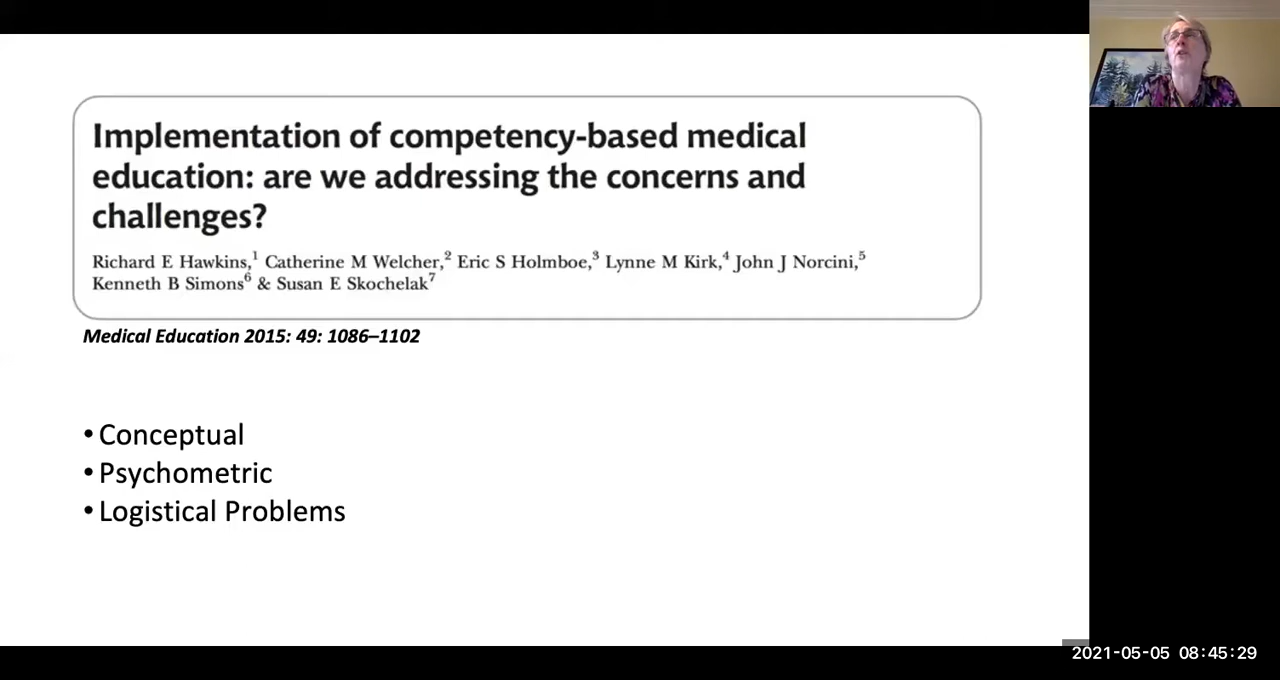 Implementation of competency-based medical
education: are we addressing the concerns and
challenges?
Richard E Hawkins,1 Catherine M Welcher,2 Eric S Holmboe,3 Lynne M Kirk,4 John J Norcini,5
Kenneth B Simons6 & Susan E Skochelak7
Medical Education 2015: 49: 1086–1102
• Conceptual
• Psychometric
• Logistical Problems
2021-05-05 08:45:29